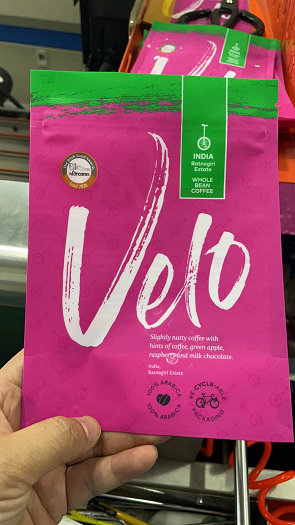 INDIA
Ratnagiri
Estate
WHOLE
BEAN
COFFEE
Velo
Slightly nutty coffee with
hints of toffee, green apple,
raspberry and milk chocolate.
India,
Ratnagiri Estate
100% ARABICA
100% ARABICA
RE-CYCLE-ABLE
PACKAGING